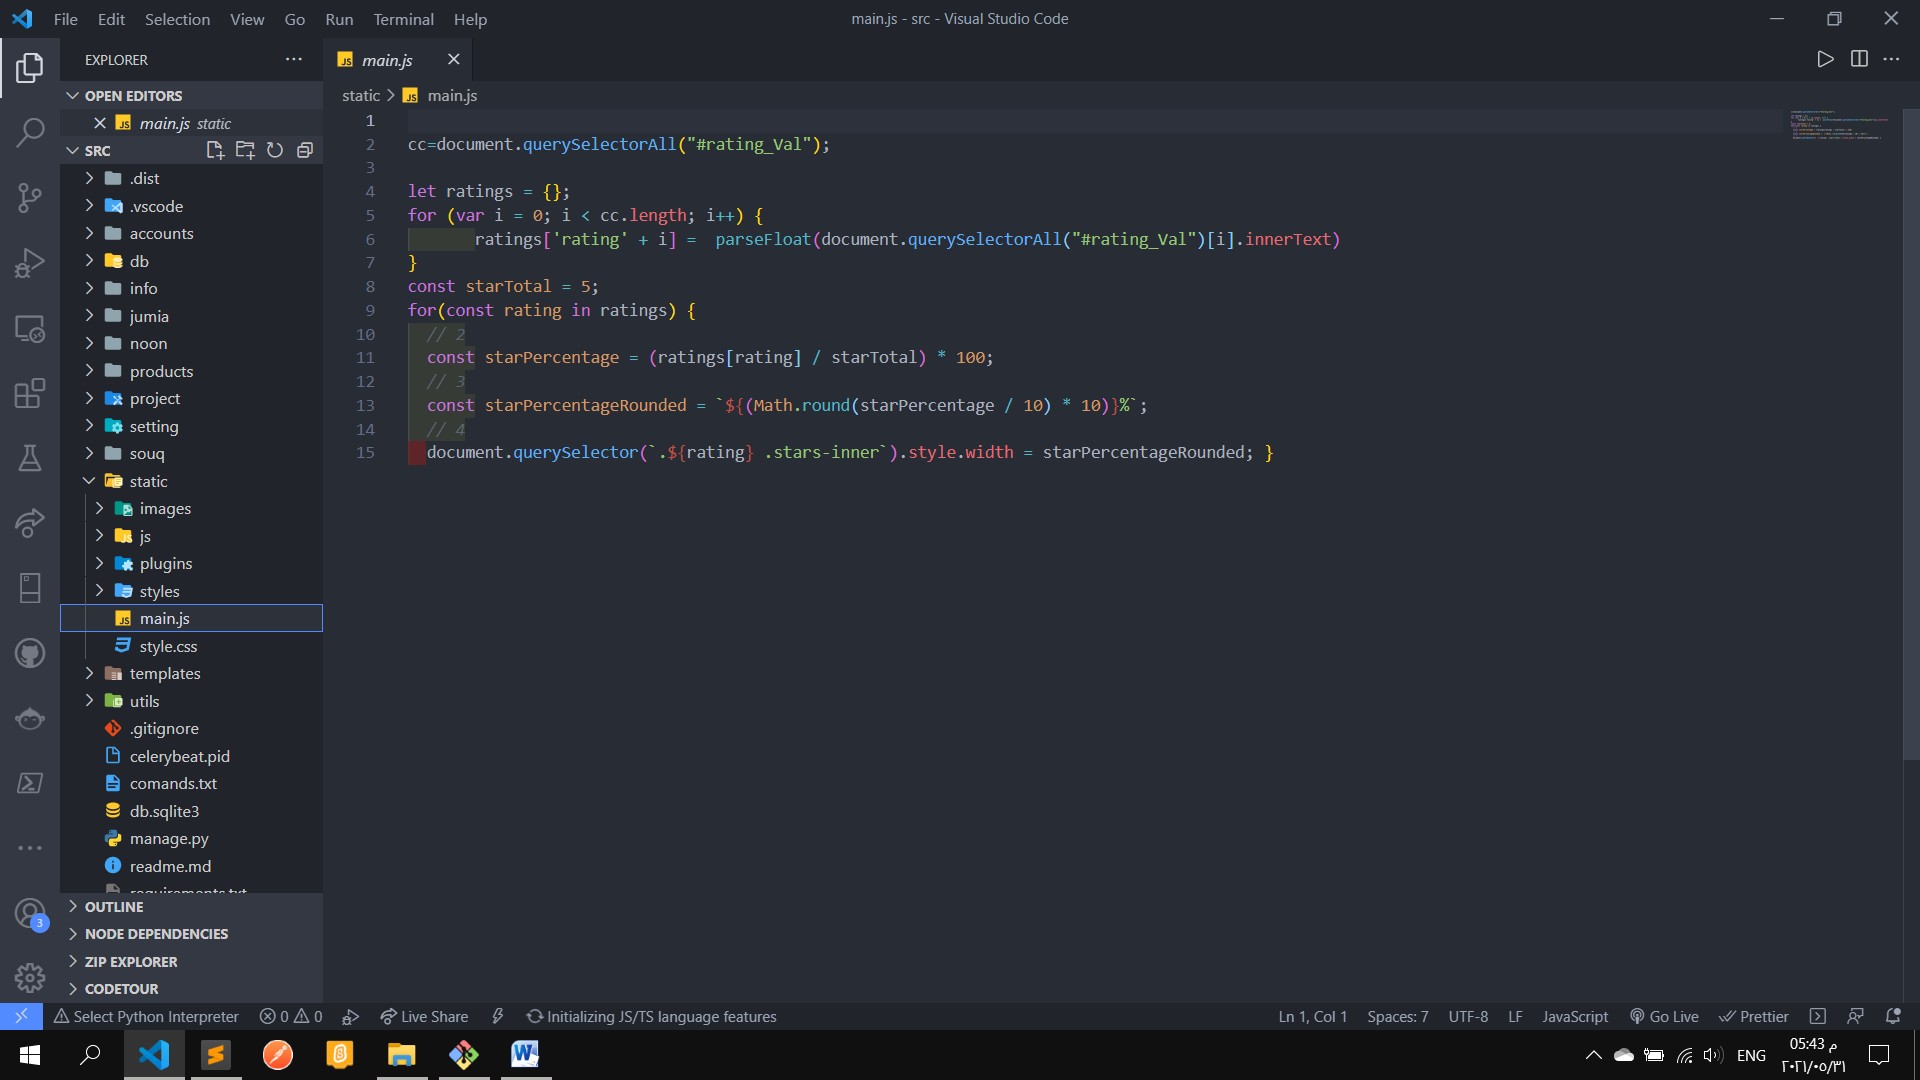 File Edit Selection View Go Run Terminal Help
main.js - src - Visual Studio Code
EXPLORER
OPEN EDITORS
main.js static
SRC
.dist
.vscode
accounts
db
info
jumia
noon
products
project
setting
souq
static
images
js
plugins
styles
main.js
style.css
templates
utils
.gitignore
celerybeat.pid
comands.txt
db.sqlite3
manage.py
readme.md
requirements.txt
OUTLINE
NODE DEPENDENCIES
ZIP EXPLORER
CODETOUR
3
main.js
static > main.js
1
2 cc=document.querySelectorAll("#rating_Val");
3
4 let ratings = {};
5 for (var i = 0; i < cc.length; i++) {
6 ratings['rating' + i] =  parseFloat(document.querySelectorAll("#rating_Val")[i].innerText)
7 }
8 const starTotal = 5;
9 for(const rating in ratings) {
10 // 2
11 const starPercentage = (ratings[rating] / starTotal) * 100;
12 // 3
13 const starPercentageRounded = `${(Math.round(starPercentage / 10) * 10)}%`;
14 // 4
15 document.querySelector(`.${rating} .stars-inner`).style.width = starPercentageRounded; }
Select Python Interpreter 0 0 Live Share Initializing JS/TS language features
Ln 1, Col 1 Spaces: 7 UTF-8 LF JavaScript Go Live Prettier
ENG
05:43 م
٢٠٢١/٠٥/٣١